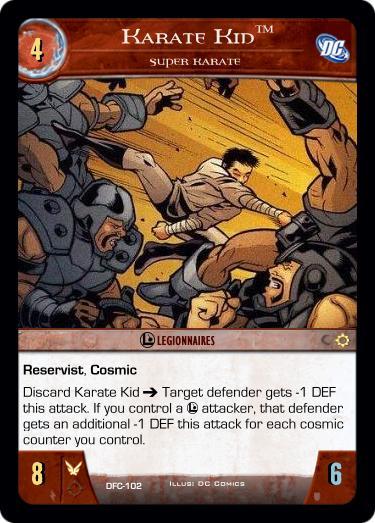 4
KARATE KID™
SUPER KARATE
DC
L LEGIONNAIRES
Reservist, Cosmic
Discard Karate Kid ➔ Target defender gets -1 DEF
this attack. If you control a L attacker, that defender
gets an additional -1 DEF this attack for each cosmic
counter you control.
8
DFC-102
ILLUS: DC COMICS
6